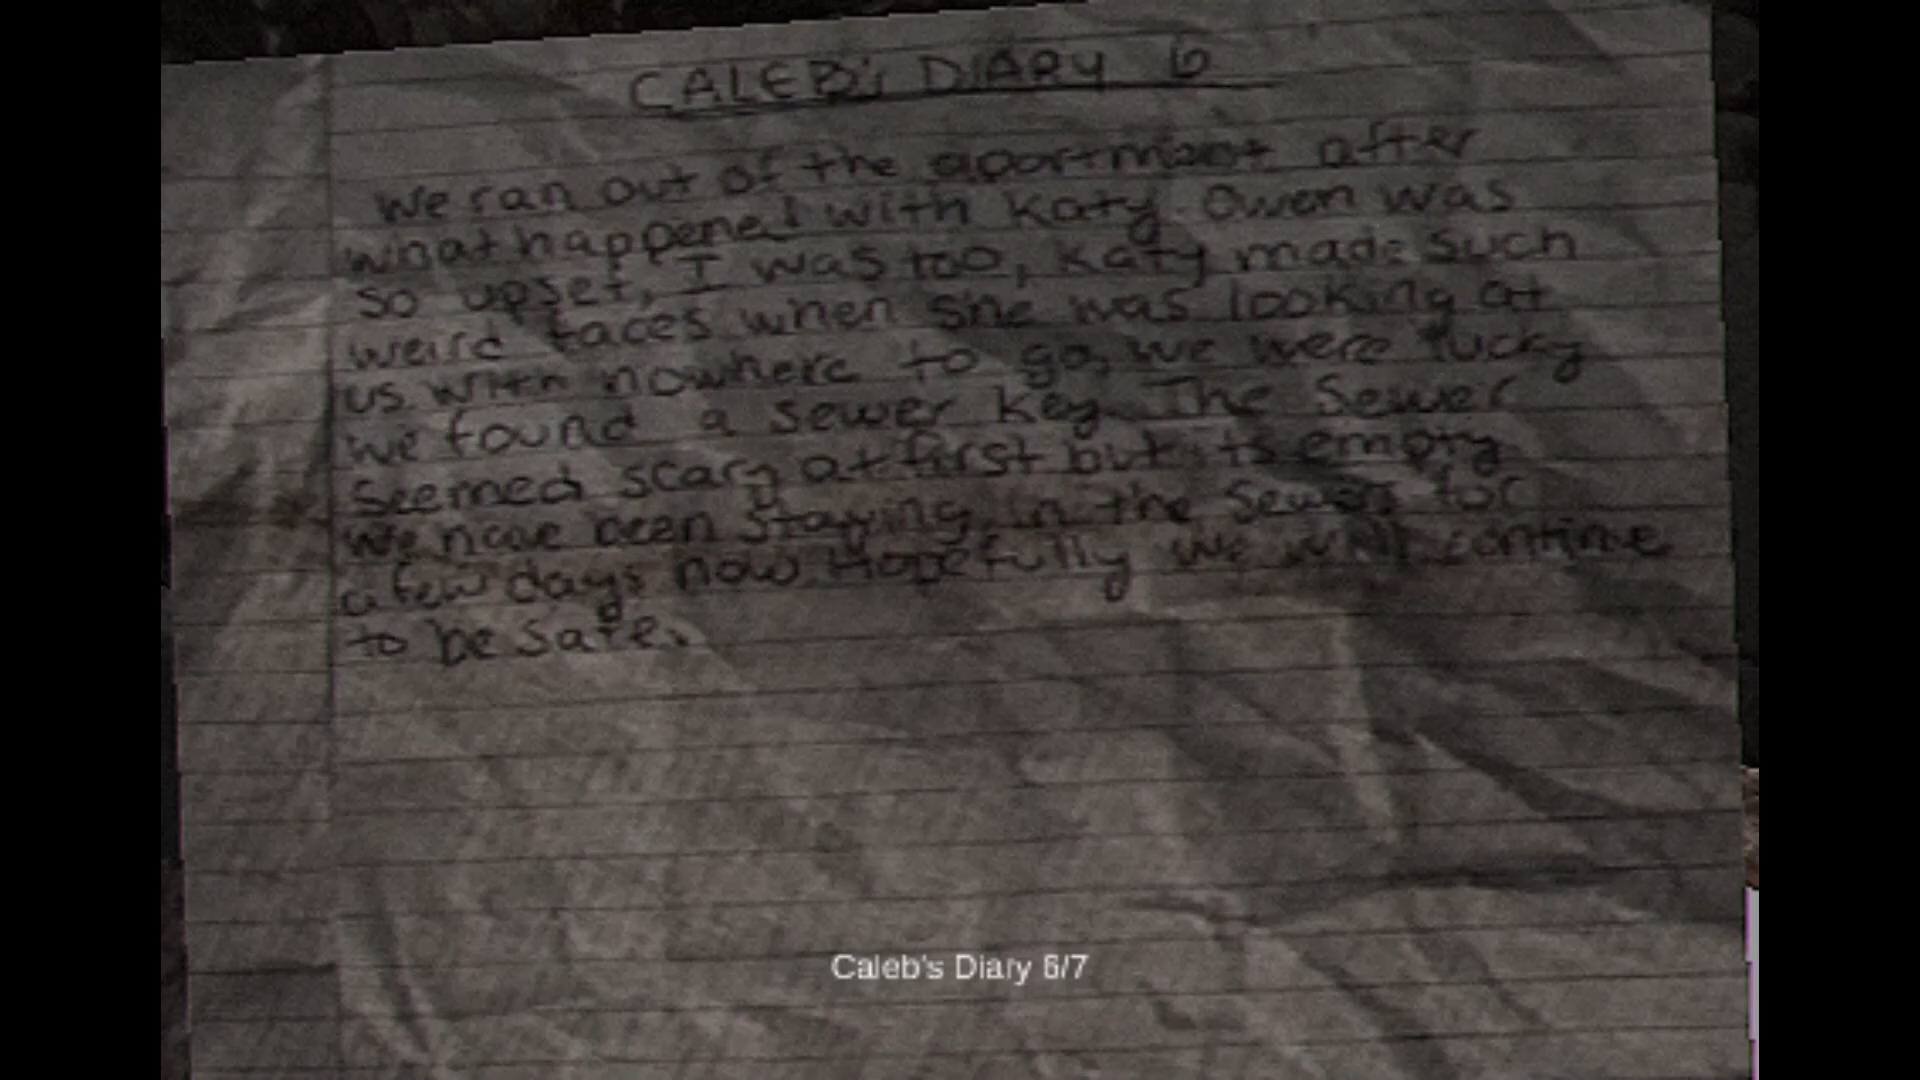 CALEB's DIARY 6
We ran out of the apartment after
what happened with Katy. Owen was
so upset, I was too, Katy made such
weird faces when she was looking at
us. With nowhere to go, we were lucky
we found a sewer key. The Sewer
Seemed scary at first but its empty
We have been staying in the Sewers for
a few days now Hopefully we will continue
to be safe.
Caleb's Diary 6/7